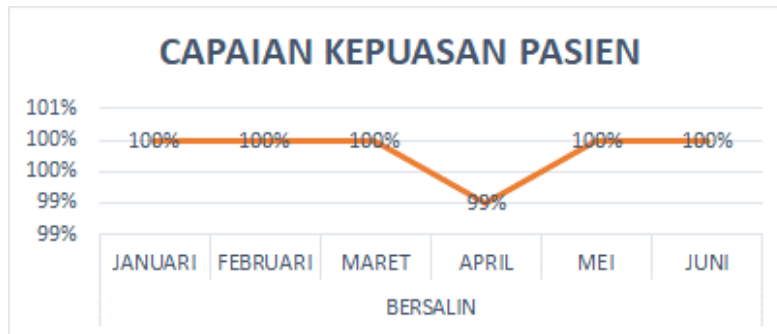 CAPAIAN KEPUASAN PASIEN
101%
100%
100%
99%
99%
100% 100% 100% 99% 100% 100%
JANUARI FEBRUARI MARET APRIL MEI JUNI
BERSALIN